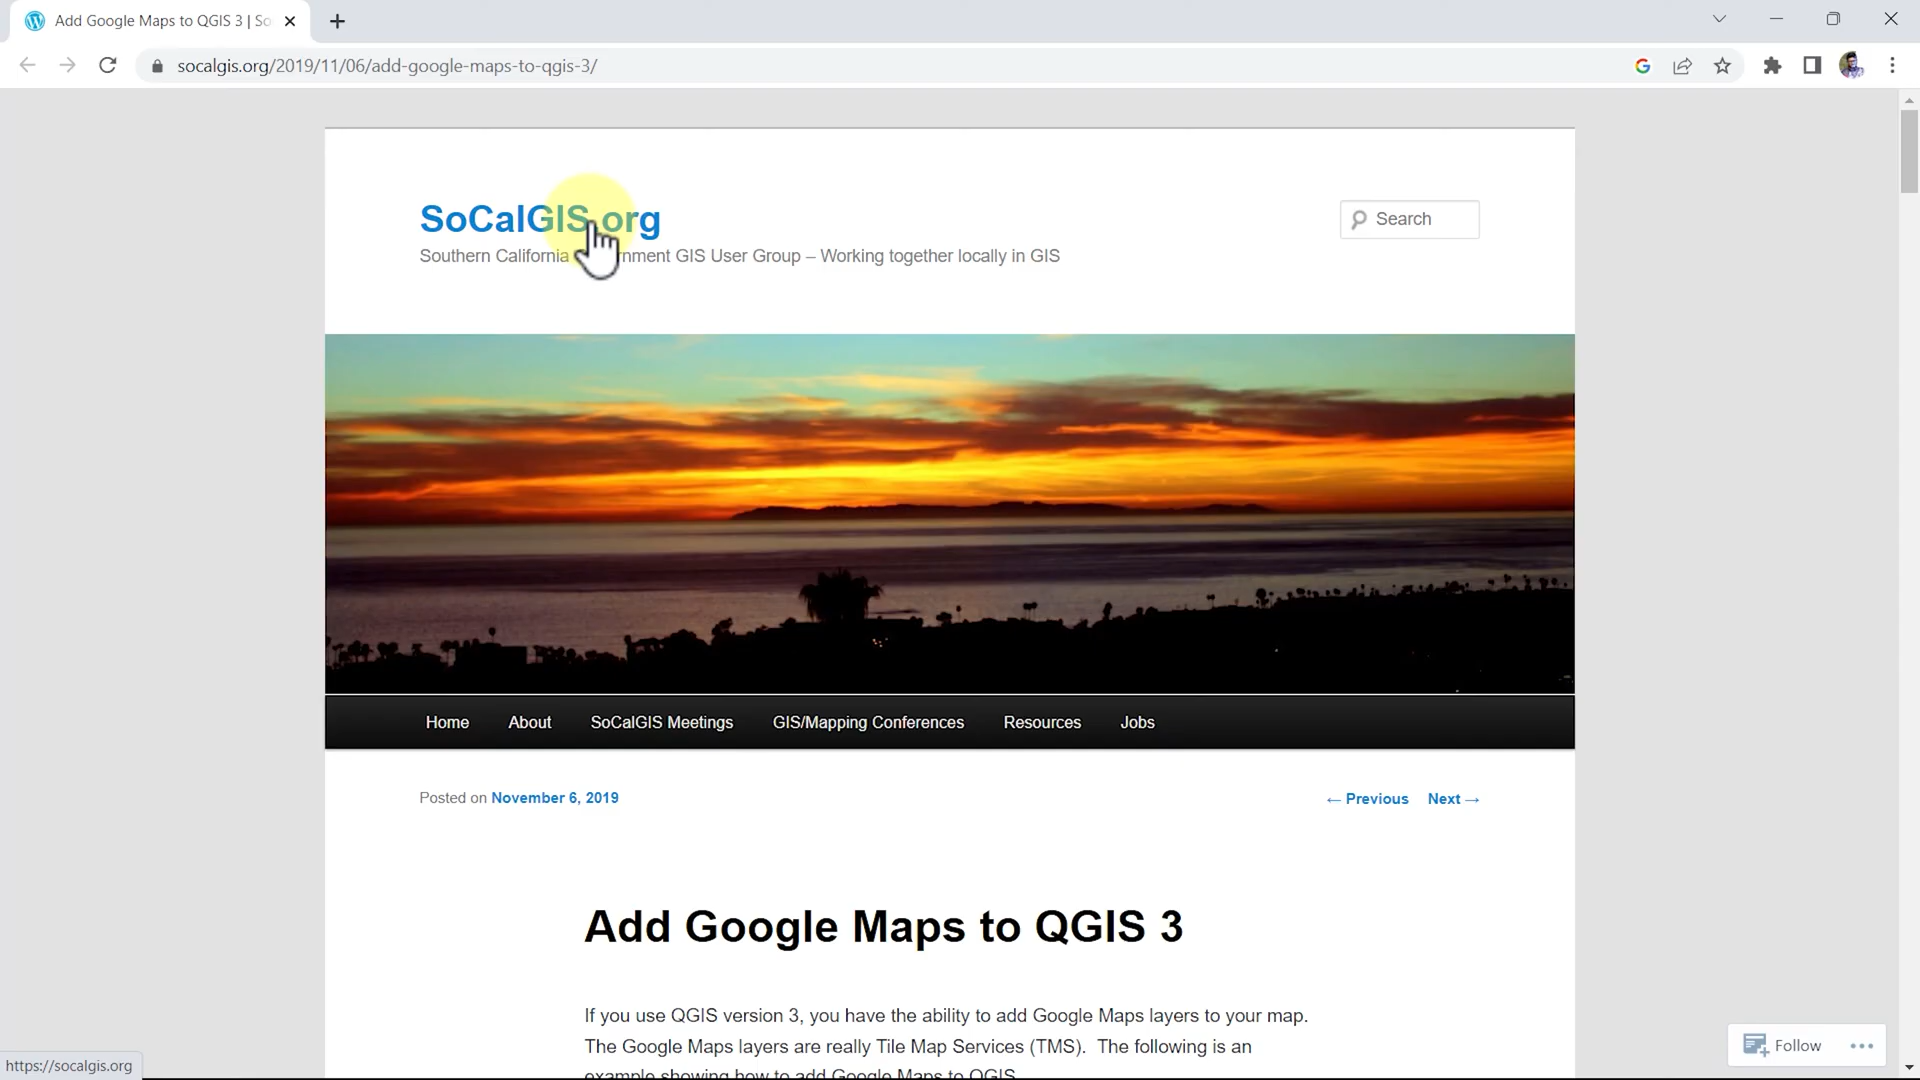 Add Google Maps to QGIS 3 | So
socalgis.org/2019/11/06/add-google-maps-to-qgis-3/
SoCalGIS.org
Search
Southern California nment GIS User Group – Working together locally in GIS
Home About SoCalGIS Meetings GIS/Mapping Conferences Resources Jobs
Posted on November 6, 2019
← Previous Next →
Add Google Maps to QGIS 3
If you use QGIS version 3, you have the ability to add Google Maps layers to your map.
The Google Maps layers are really Tile Map Services (TMS). The following is an
example showing how to add Google Maps to QGIS
Follow
https://socalgis.org